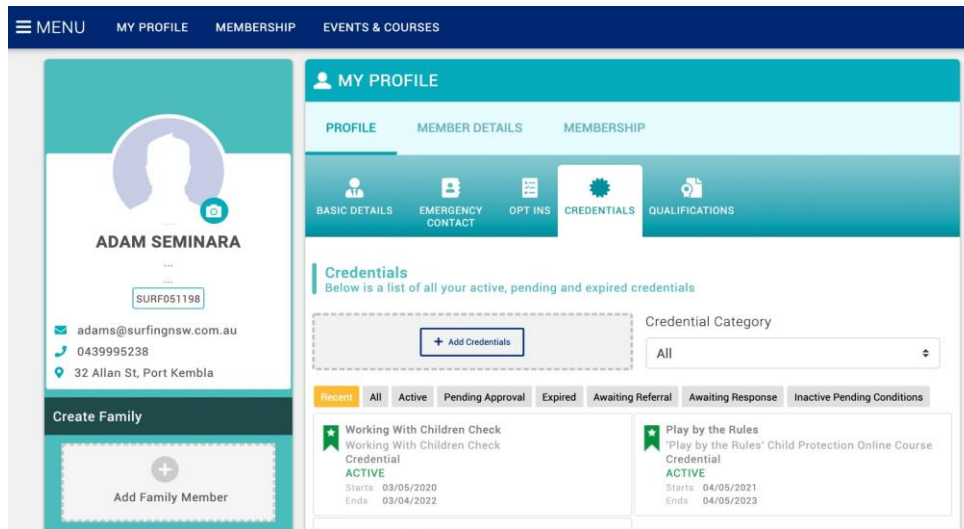 MENU MY PROFILE MEMBERSHIP EVENTS & COURSES
ADAM SEMINARA
...
...
SURF051198
adams@surfingnsw.com.au
0439995238
32 Allan St, Port Kembla
Create Family
Add Family Member
MY PROFILE
PROFILE MEMBER DETAILS MEMBERSHIP
BASIC DETAILS EMERGENCY CONTACT OPT INS CREDENTIALS QUALIFICATIONS
Credentials
Below is a list of all your active, pending and expired credentials
+ Add Credentials
Credential Category
All
Recent All Active Pending Approval Expired Awaiting Referral Awaiting Response Inactive Pending Conditions
Working With Children Check
Working With Children Check
Credential
ACTIVE
Starts 03/05/2020
Ends 03/04/2022
Play by the Rules
'Play by the Rules' Child Protection Online Course
Credential
ACTIVE
Starts 04/05/2021
Ends 04/05/2023